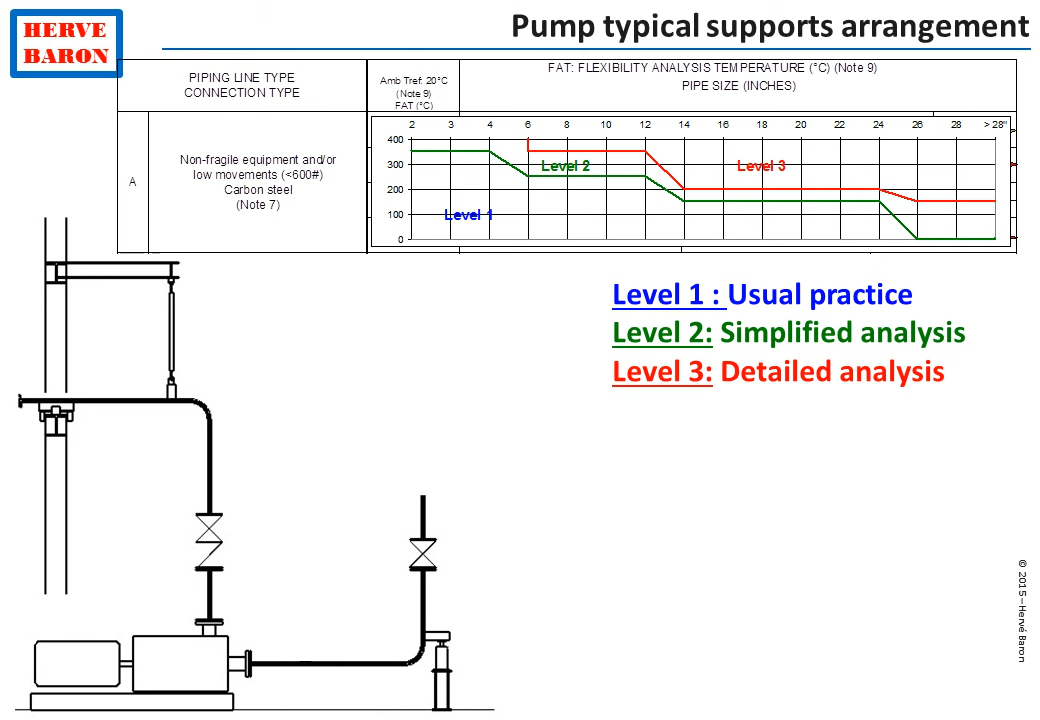 HERVE
BARON
Pump typical supports arrangement
PIPING LINE TYPE
CONNECTION TYPE
Amb Tref: 20°C
(Note 9)
FAT (°C)
FAT: FLEXIBILITY ANALYSIS TEMPERATURE (°C) (Note 9)
PIPE SIZE (INCHES)
2 3 4 6 8 10 12 14 16 18 20 22 24 26 28 > 28"
400
300
200
100
0
A
Non-fragile equipment and/or
low movements (<600#)
Carbon steel
(Note 7)
Level 2
Level 3
Level 1
Level 1 : Usual practice
Level 2: Simplified analysis
Level 3: Detailed analysis
© 2015 – Hervé Baron